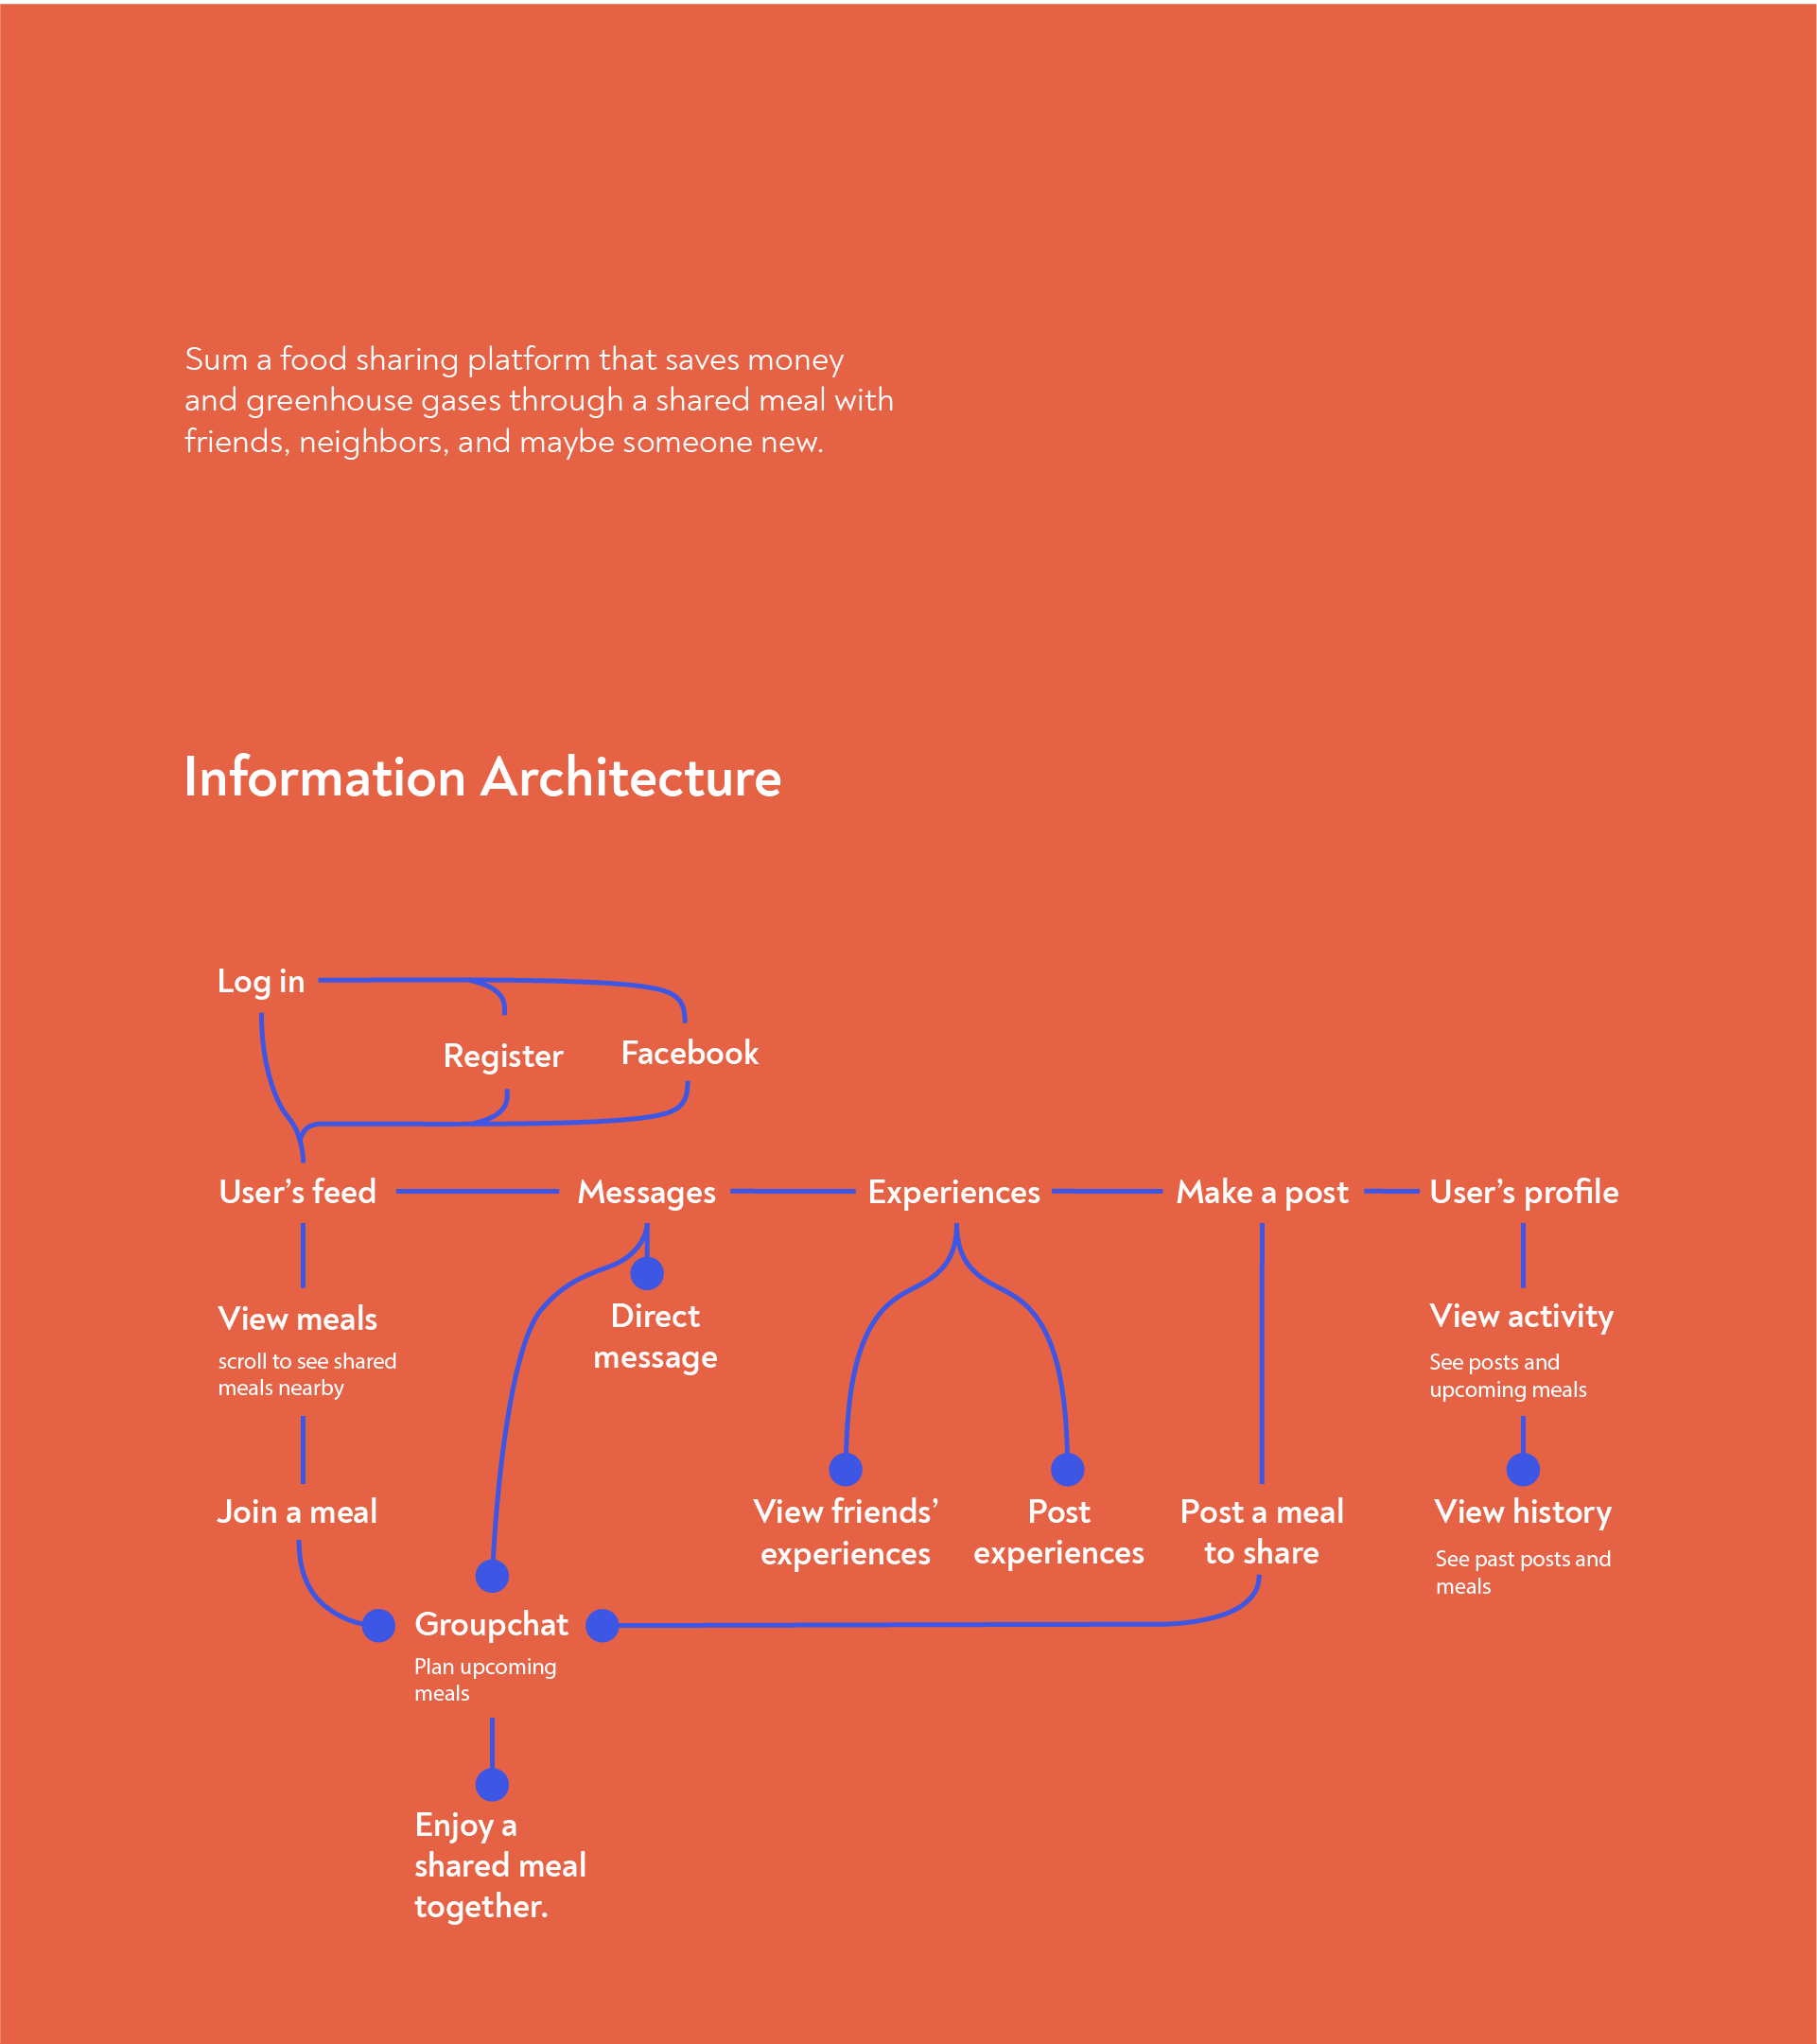 Sum a food sharing platform that saves money
and greenhouse gases through a shared meal with
friends, neighbors, and maybe someone new.
Information Architecture
Log in
Register
Facebook
User’s feed
Messages
Experiences
Make a post
User’s profile
View meals
scroll to see shared
meals nearby
Direct
message
View activity
See posts and
upcoming meals
Join a meal
View friends’
experiences
Post
experiences
Post a meal
to share
View history
See past posts and
meals
Groupchat
Plan upcoming
meals
Enjoy a
shared meal
together.